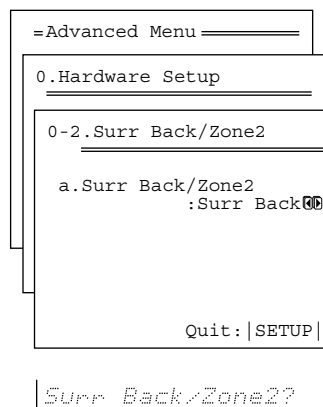 Advanced Menu
0.Hardware Setup
0-2.Surr Back/Zone2
a.Surr Back/Zone2
:Surr Back
Quit:|SETUP|
Surr Back/Zone2?